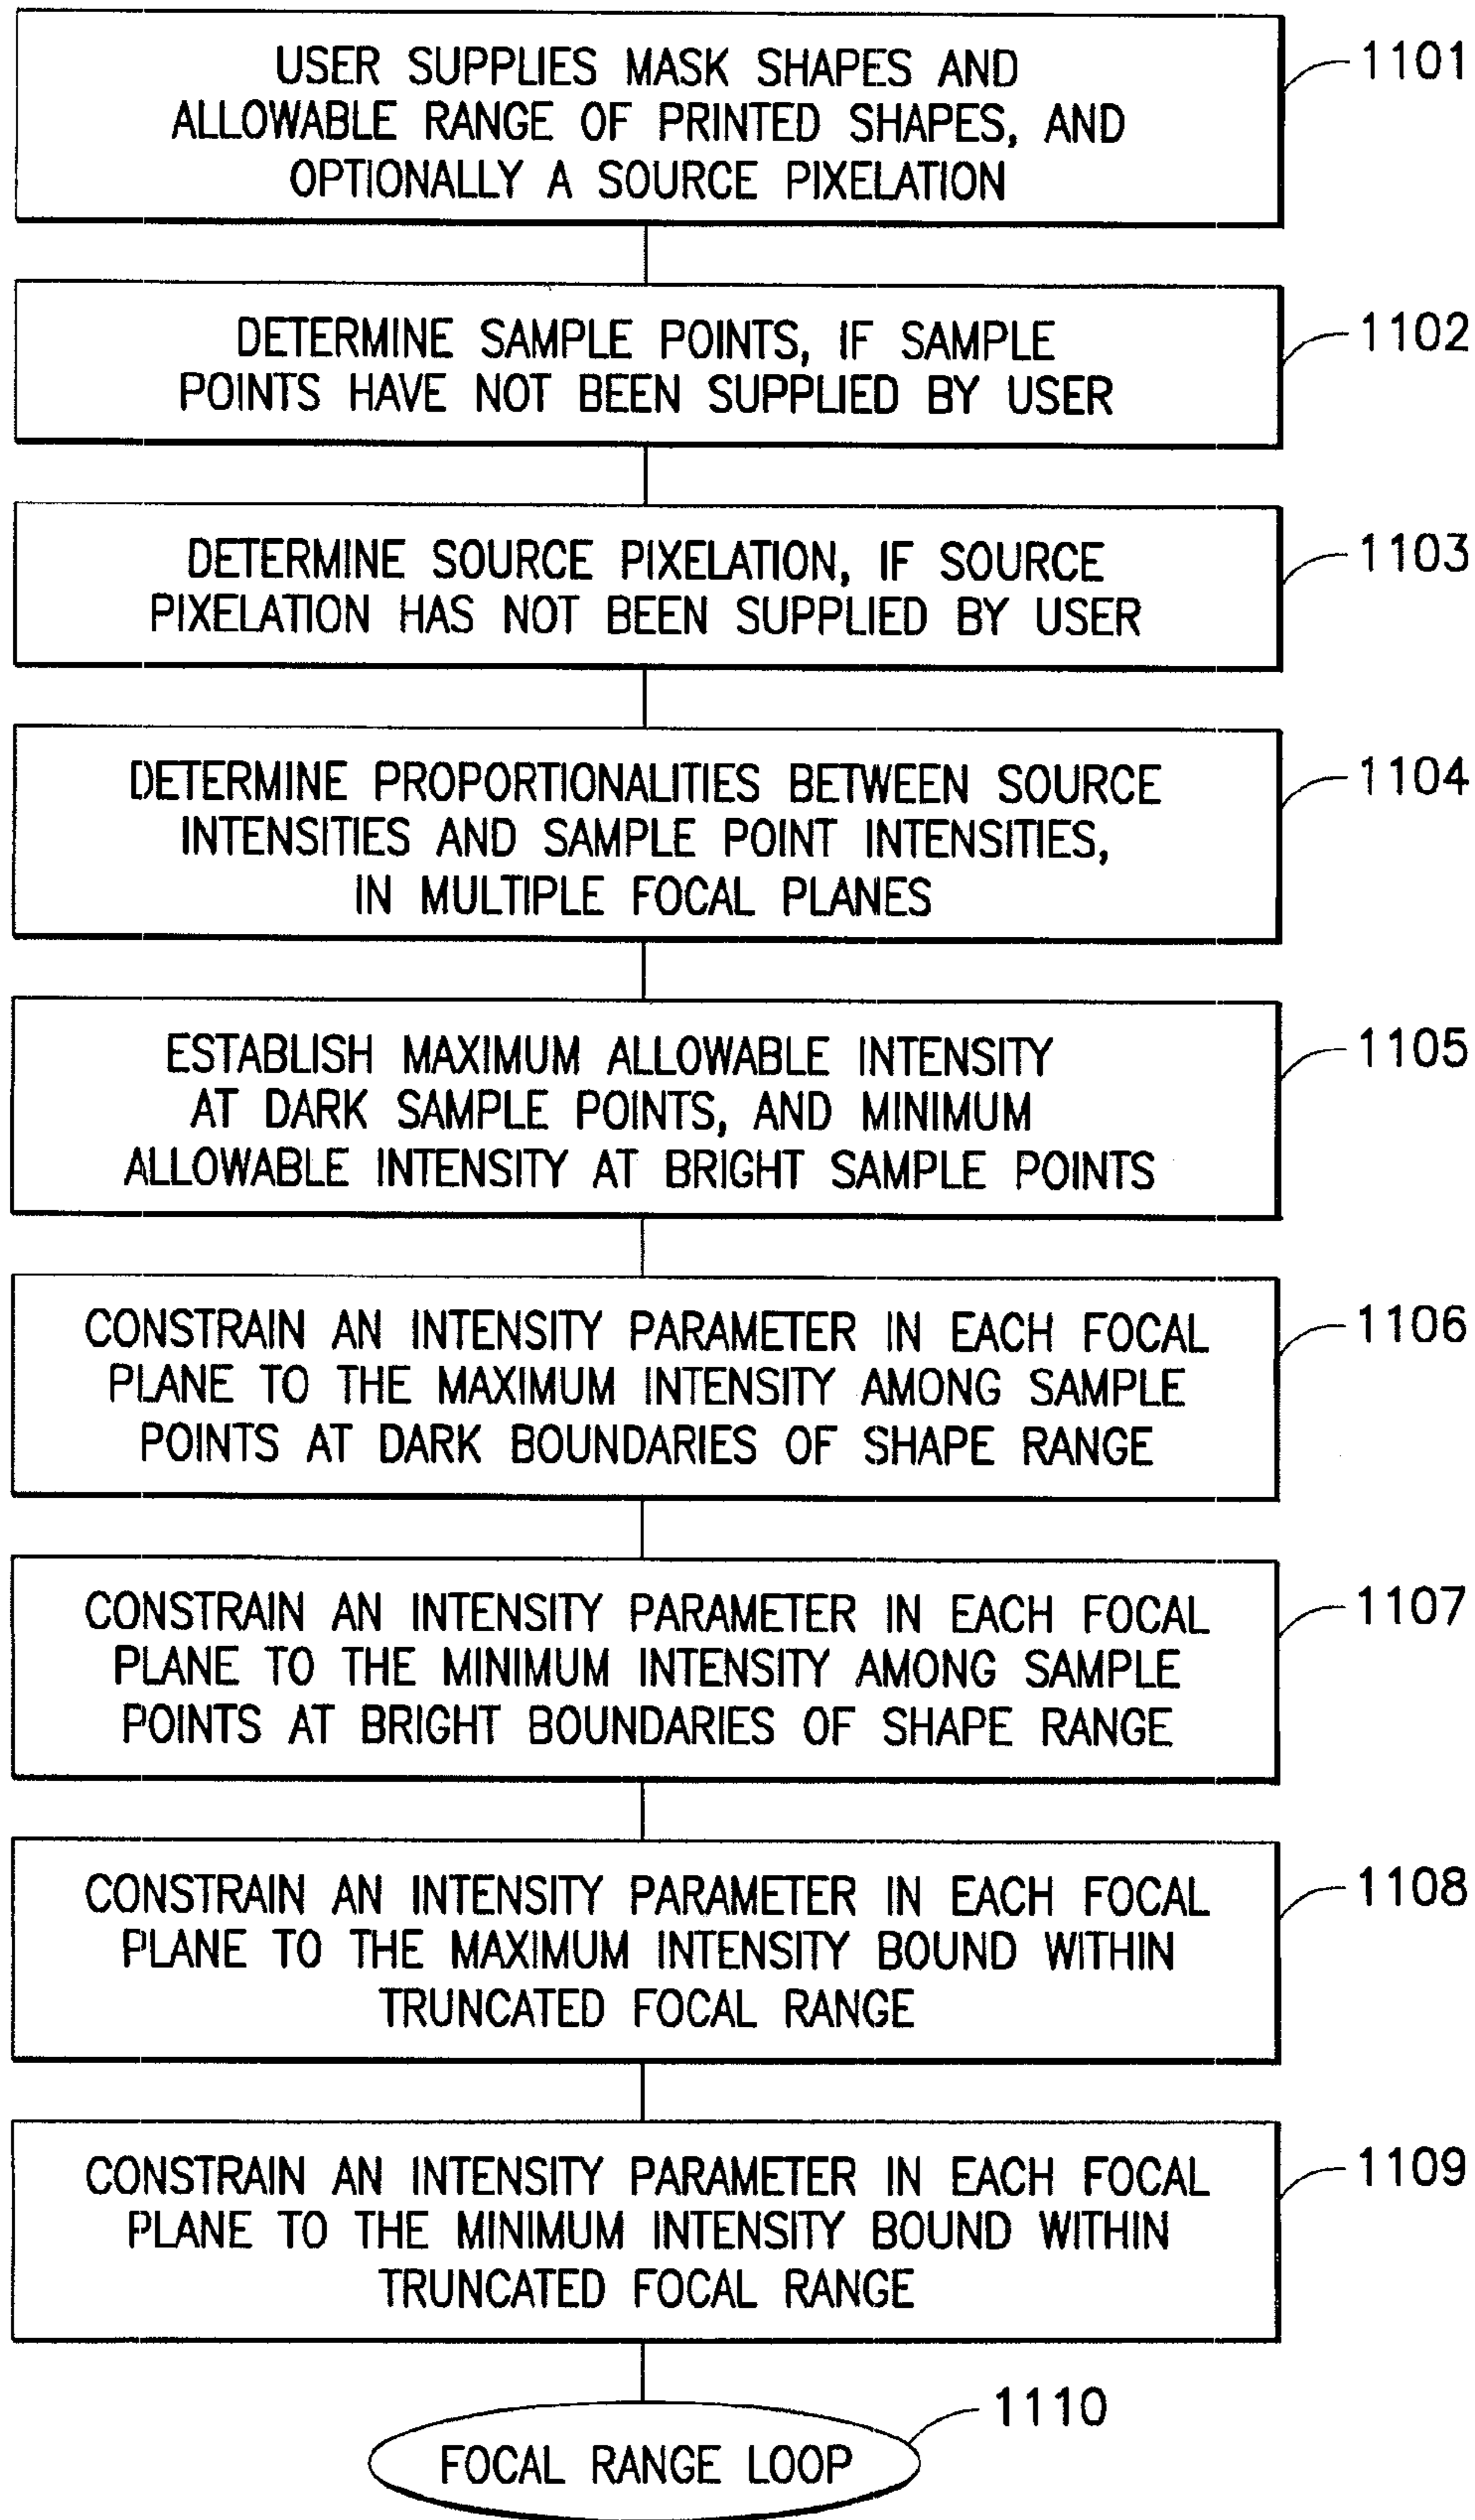 USER SUPPLIES MASK SHAPES AND
ALLOWABLE RANGE OF PRINTED SHAPES, AND
OPTIONALLY A SOURCE PIXELATION
1101
DETERMINE SAMPLE POINTS, IF SAMPLE
POINTS HAVE NOT BEEN SUPPLIED BY USER
1102
DETERMINE SOURCE PIXELATION, IF SOURCE
PIXELATION HAS NOT BEEN SUPPLIED BY USER
1103
DETERMINE PROPORTIONALITIES BETWEEN SOURCE
INTENSITIES AND SAMPLE POINT INTENSITIES,
IN MULTIPLE FOCAL PLANES
1104
ESTABLISH MAXIMUM ALLOWABLE INTENSITY
AT DARK SAMPLE POINTS, AND MINIMUM
ALLOWABLE INTENSITY AT BRIGHT SAMPLE POINTS
1105
CONSTRAIN AN INTENSITY PARAMETER IN EACH FOCAL
PLANE TO THE MAXIMUM INTENSITY AMONG SAMPLE
POINTS AT DARK BOUNDARIES OF SHAPE RANGE
1106
CONSTRAIN AN INTENSITY PARAMETER IN EACH FOCAL
PLANE TO THE MINIMUM INTENSITY AMONG SAMPLE
POINTS AT BRIGHT BOUNDARIES OF SHAPE RANGE
1107
CONSTRAIN AN INTENSITY PARAMETER IN EACH FOCAL
PLANE TO THE MAXIMUM INTENSITY BOUND WITHIN
TRUNCATED FOCAL RANGE
1108
CONSTRAIN AN INTENSITY PARAMETER IN EACH FOCAL
PLANE TO THE MINIMUM INTENSITY BOUND WITHIN
TRUNCATED FOCAL RANGE
1109
FOCAL RANGE LOOP
1110